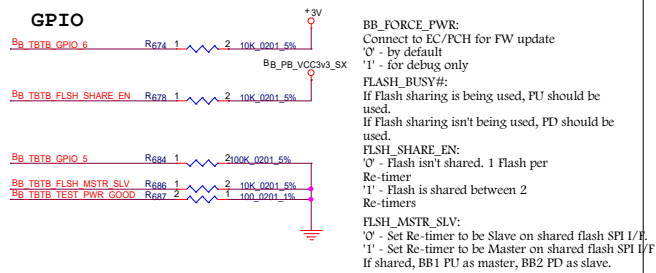 GPIO
+3V
BB_TBTB_GPIO_6 R674 1 2 10K_0201_5%
BB_PB_VCC3v3_SX
BB_TBTB_FLSH_SHARE_EN R678 1 2 10K_0201_5%
BB_TBTB_GPIO_5 R684 1 2 100K_0201_5%
BB_TBTB_FLSH_MSTR_SLV R686 1 2 10K_0201_5%
BB_TBTB_TEST_PWR_GOOD R687 2 1 100_0201_1%
BB_FORCE_PWR:
Connect to EC/PCH for FW update
'0' - by default
'1' - for debug only
FLASH_BUSY#:
If Flash sharing is being used, PU should be
used.
If Flash sharing isn't being used, PD should be
used.
FLSH_SHARE_EN:
'0' - Flash isn't shared. 1 Flash per
Re-timer
'1' - Flash is shared between 2
Re-timers
FLSH_MSTR_SLV:
'0' - Set Re-timer to be Slave on shared flash SPI I/F.
'1' - Set Re-timer to be Master on shared flash SPI I/F
If shared, BB1 PU as master, BB2 PD as slave.